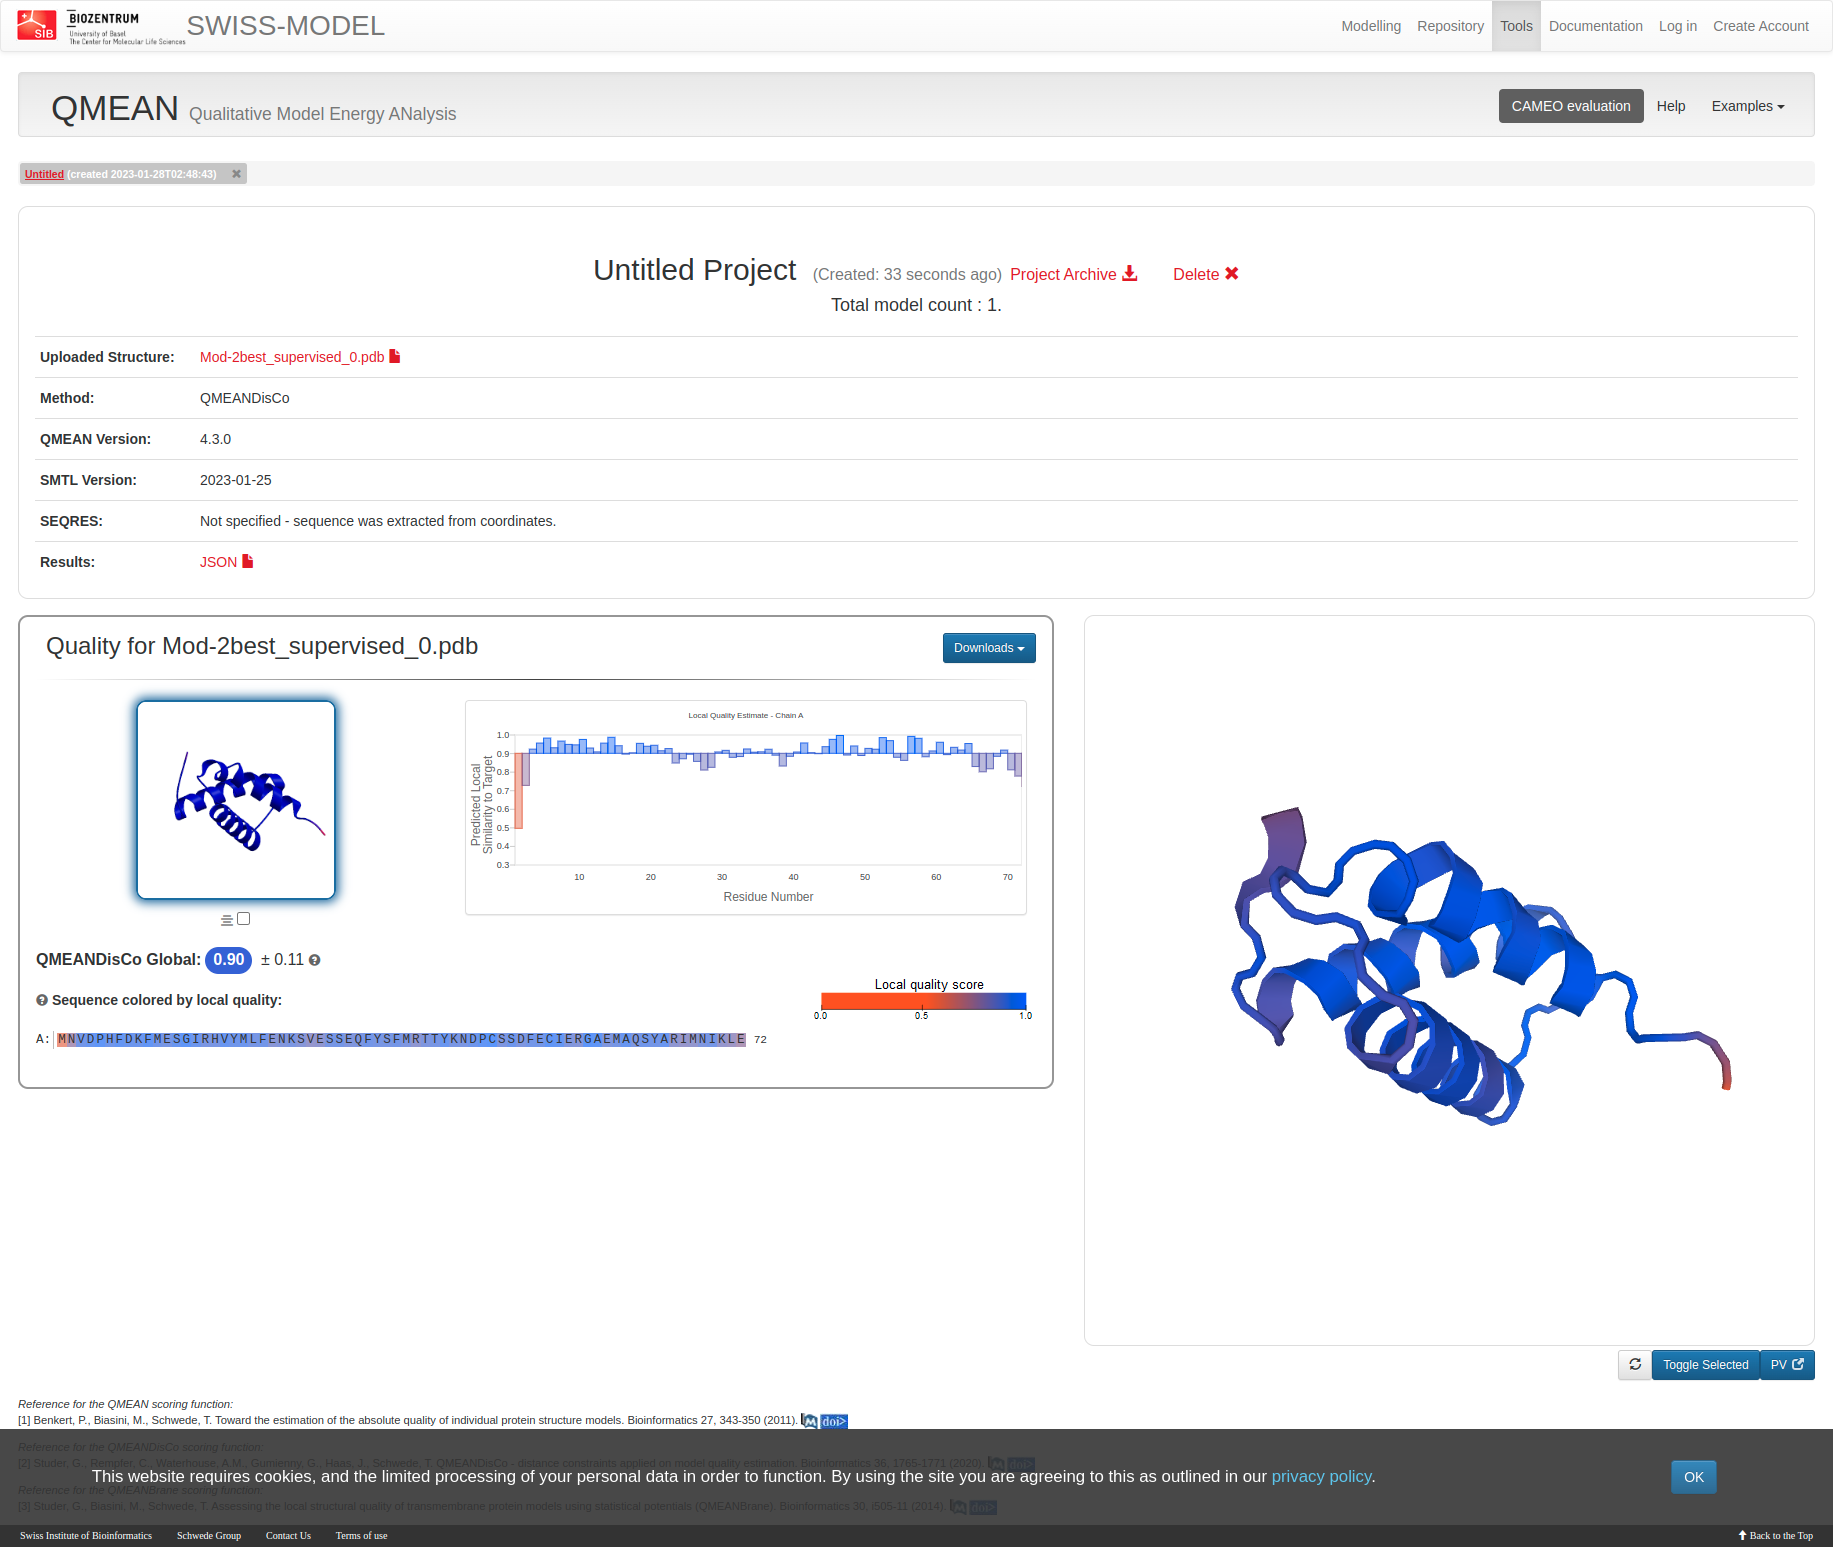 SIB
BIOZENTRUM
University of Basel
The Center for Molecular Life Sciences
SWISS-MODEL
Modelling Repository Tools Documentation Log in Create Account
QMEAN Qualitative Model Energy ANalysis
CAMEO evaluation Help Examples
Untitled (created 2023-01-28T02:48:43) ✖
Untitled Project (Created: 33 seconds ago) Project Archive Delete ✖
Total model count : 1.
Uploaded Structure: Mod-2best_supervised_0.pdb
Method: QMEANDisCo
QMEAN Version: 4.3.0
SMTL Version: 2023-01-25
SEQRES: Not specified - sequence was extracted from coordinates.
Results: JSON
Quality for Mod-2best_supervised_0.pdb
Downloads
Local Quality Estimate - Chain A
Predicted Local
Similarity to Target
1.0
0.9
0.8
0.7
0.6
0.5
0.4
0.3
10 20 30 40 50 60 70
Residue Number
QMEANDisCo Global: 0.90 ± 0.11
Sequence colored by local quality:
Local quality score
0.0 0.5 1.0
A: MNVDPHFDKFMESGIRHVYMLFENKSVESSEQFYSFMRTTYKNDPCSSDFECIERGAEMAQSYARIMNIKLE 72
Toggle Selected
PV
Reference for the QMEAN scoring function:
[1] Benkert, P., Biasini, M., Schwede, T. Toward the estimation of the absolute quality of individual protein structure models. Bioinformatics 27, 343-350 (2011). M doi>
Reference for the QMEANDisCo scoring function:
[2] Studer, G., Rempfer, C., Waterhouse, A.M., Gumienny, G., Haas, J., Schwede, T. QMEANDisCo - distance constraints applied on model quality estimation. Bioinformatics 36, 1765-1771 (2020). M doi>
This website requires cookies, and the limited processing of your personal data in order to function. By using the site you are agreeing to this as outlined in our privacy policy.
OK
Reference for the QMEANBrane scoring function:
[3] Studer, G., Biasini, M., Schwede, T. Assessing the local structural quality of transmembrane protein models using statistical potentials (QMEANBrane). Bioinformatics 30, i505-11 (2014). M doi>
Swiss Institute of Bioinformatics Schwede Group Contact Us Terms of use
Back to the Top